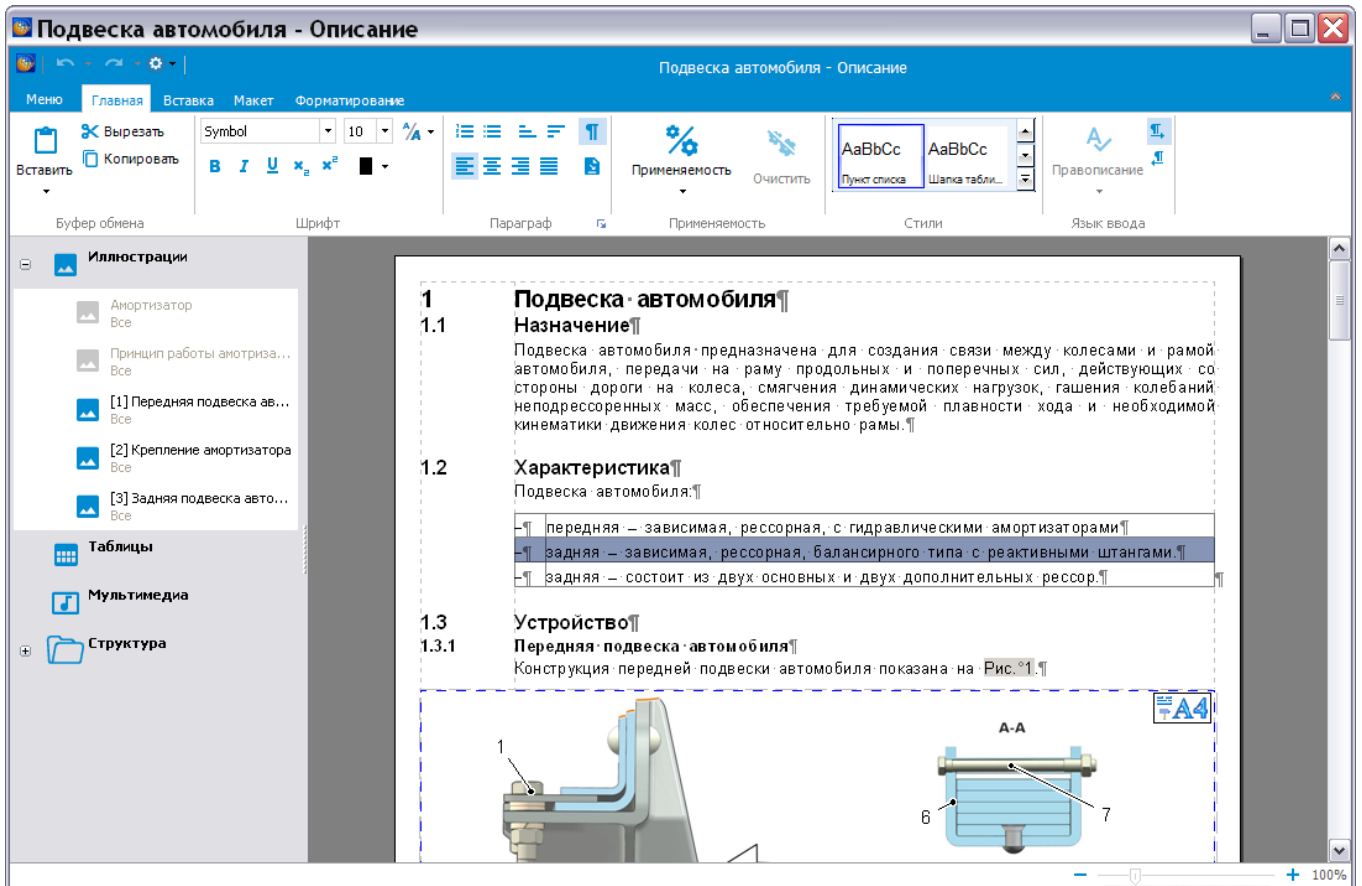 Подвеска автомобиля - Описание
Подвеска автомобиля - Описание
Меню Главная Вставка Макет Форматирование
Вставить
Вырезать
Копировать
Буфер обмена
Symbol 10
B I U x₂ x²
Шрифт
Параграф
Применяемость
Очистить
Применяемость
AaBbCc AaBbCc
Пункт списка Шапка табли...
Стили
Правописание
Язык ввода
Иллюстрации
Амортизатор
Все
Принцип работы амотриза...
Все
[1] Передняя подвеска ав...
Все
[2] Крепление амортизатора
Все
[3] Задняя подвеска авто...
Все
Таблицы
Мультимедиа
Структура
1 Подвеска·автомобиля¶
1.1 Назначение¶
Подвеска·автомобиля·предназначена·для·создания·связи·между·колесами·и·рамой·
автомобиля,·передачи·на·раму·продольных·и·поперечных·сил,·действующих·со·
стороны·дороги·на·колеса,·смягчения·динамических·нагрузок,·гашения·колебаний·
неподрессоренных·масс,·обеспечения·требуемой·плавности·хода·и·необходимой·
кинематики·движения·колес·относительно·рамы.¶
1.2 Характеристика¶
Подвеска·автомобиля:¶
–¶ передняя·–·зависимая,·рессорная,·с·гидравлическими·амортизаторами¶
–¶ задняя·–·зависимая,·рессорная,·балансирного·типа·с·реактивными·штангами.¶
–¶ задняя·–·состоит·из·двух·основных·и·двух·дополнительных·рессор.¶ ¶
1.3 Устройство¶
1.3.1 Передняя·подвеска·автомобиля¶
Конструкция·передней·подвески·автомобиля·показана·на·Рис.°1.¶
A4
A-A
1
6
7
100%